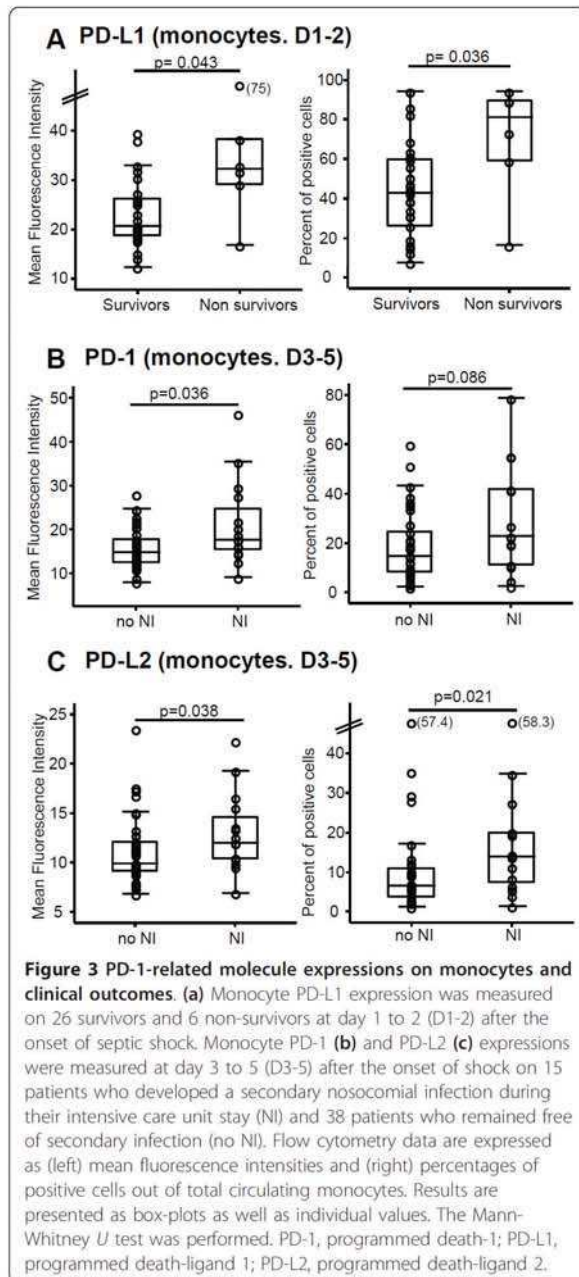 A PD-L1 (monocytes. D1-2)
p= 0.043
(75)
Mean Fluorescence Intensity
40
30
20
10
Survivors Non survivors
p= 0.036
Percent of positive cells
100
80
60
40
20
0
Survivors Non survivors
B PD-1 (monocytes. D3-5)
p=0.036
Mean Fluorescence Intensity
50
40
30
20
10
no NI NI
p=0.086
Percent of positive cells
80
60
40
20
0
no NI NI
C PD-L2 (monocytes. D3-5)
p=0.038
Mean Fluorescence Intensity
25
20
15
10
5
no NI NI
p=0.021
(57.4) (58.3)
Percent of positive cells
40
30
20
10
0
no NI NI
Figure 3 PD-1-related molecule expressions on monocytes and
clinical outcomes. (a) Monocyte PD-L1 expression was measured
on 26 survivors and 6 non-survivors at day 1 to 2 (D1-2) after the
onset of septic shock. Monocyte PD-1 (b) and PD-L2 (c) expressions
were measured at day 3 to 5 (D3-5) after the onset of shock on 15
patients who developed a secondary nosocomial infection during
their intensive care unit stay (NI) and 38 patients who remained free
of secondary infection (no NI). Flow cytometry data are expressed
as (left) mean fluorescence intensities and (right) percentages of
positive cells out of total circulating monocytes. Results are
presented as box-plots as well as individual values. The Mann-
Whitney U test was performed. PD-1, programmed death-1; PD-L1,
programmed death-ligand 1; PD-L2, programmed death-ligand 2.